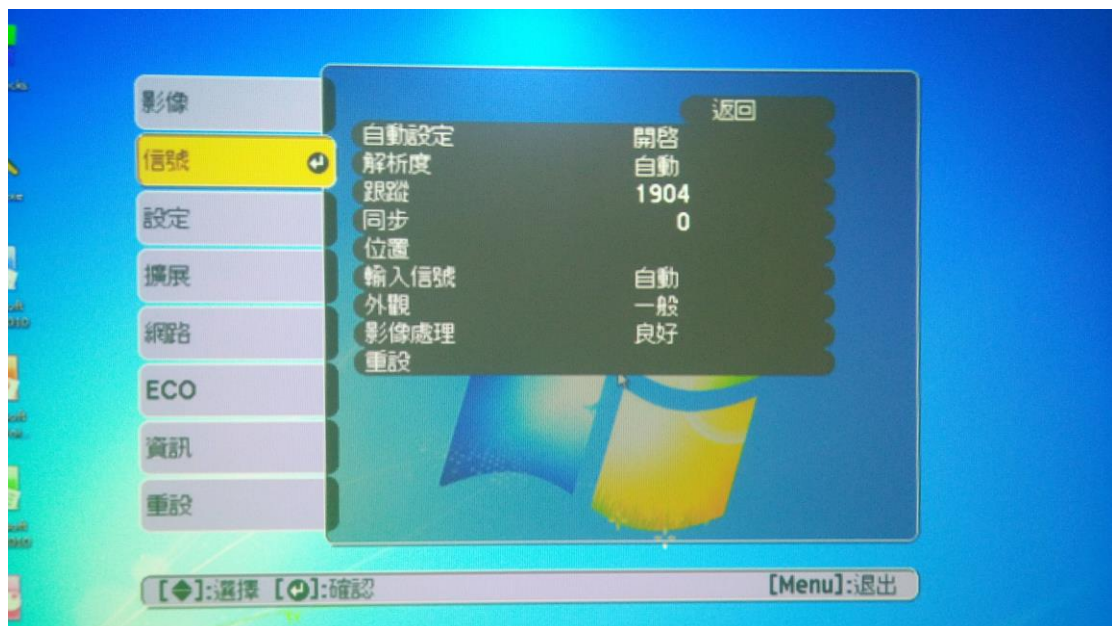 影像
信號
設定
擴展
網路
ECO
資訊
重設
返回
自動設定 開啓
解析度 自動
跟蹤 1904
同步 0
位置
輸入信號 自動
外觀 一般
影像處理 良好
重設
[◆]:選擇 [⏎]:確認 [Menu]:退出